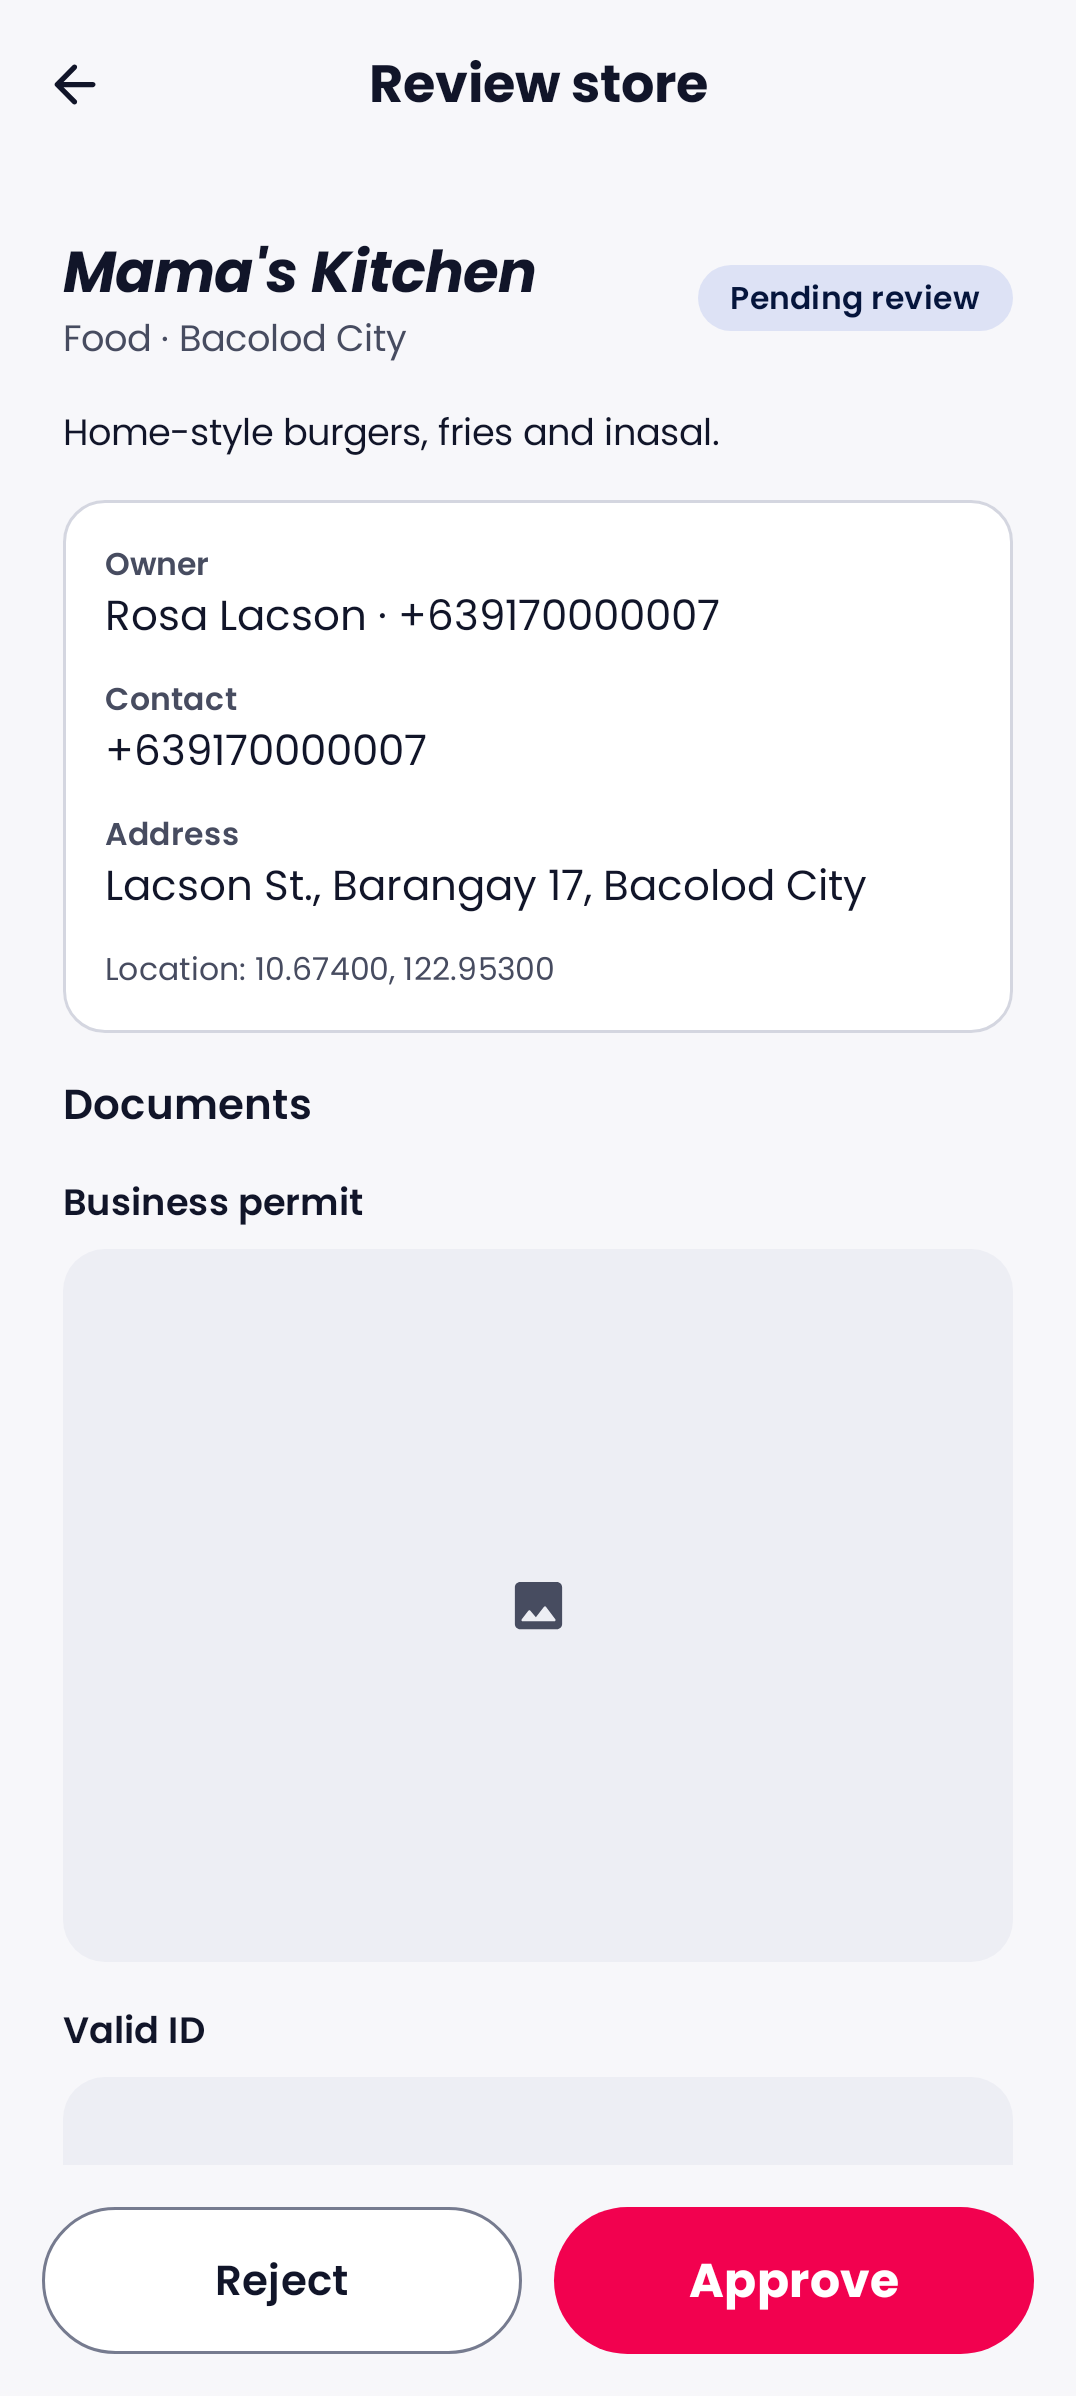 Review store
Mama's Kitchen
Pending review
Food · Bacolod City
Home-style burgers, fries and inasal.
Owner
Rosa Lacson · +639170000007
Contact
+639170000007
Address
Lacson St., Barangay 17, Bacolod City
Location: 10.67400, 122.95300
Documents
Business permit
Valid ID
Reject
Approve